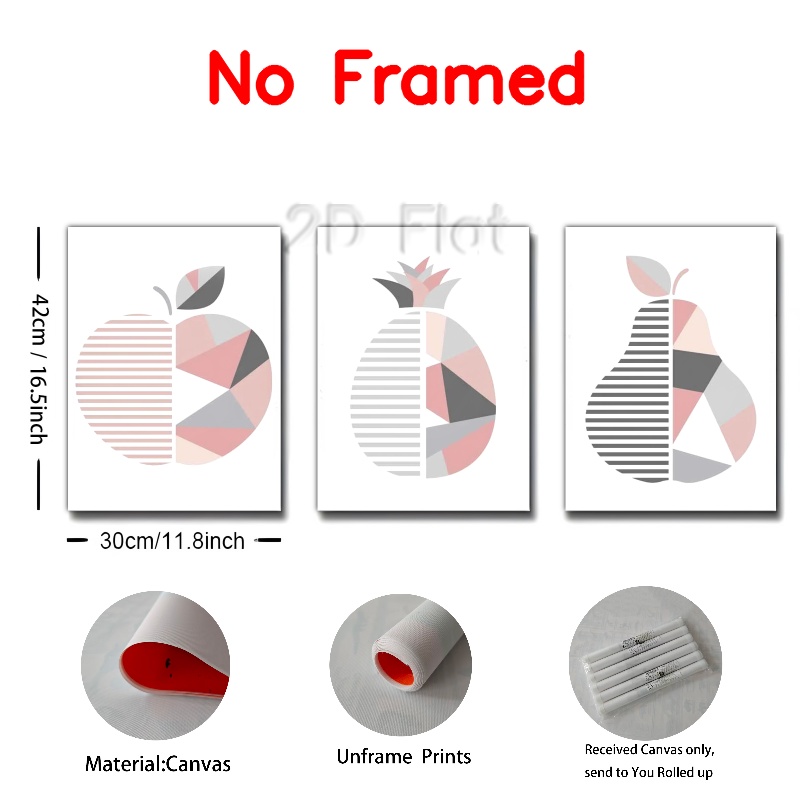 No Framed
2D Flat
42cm / 16.5inch
30cm/11.8inch
Material:Canvas
Unframe Prints
Received Canvas only,
send to You Rolled up